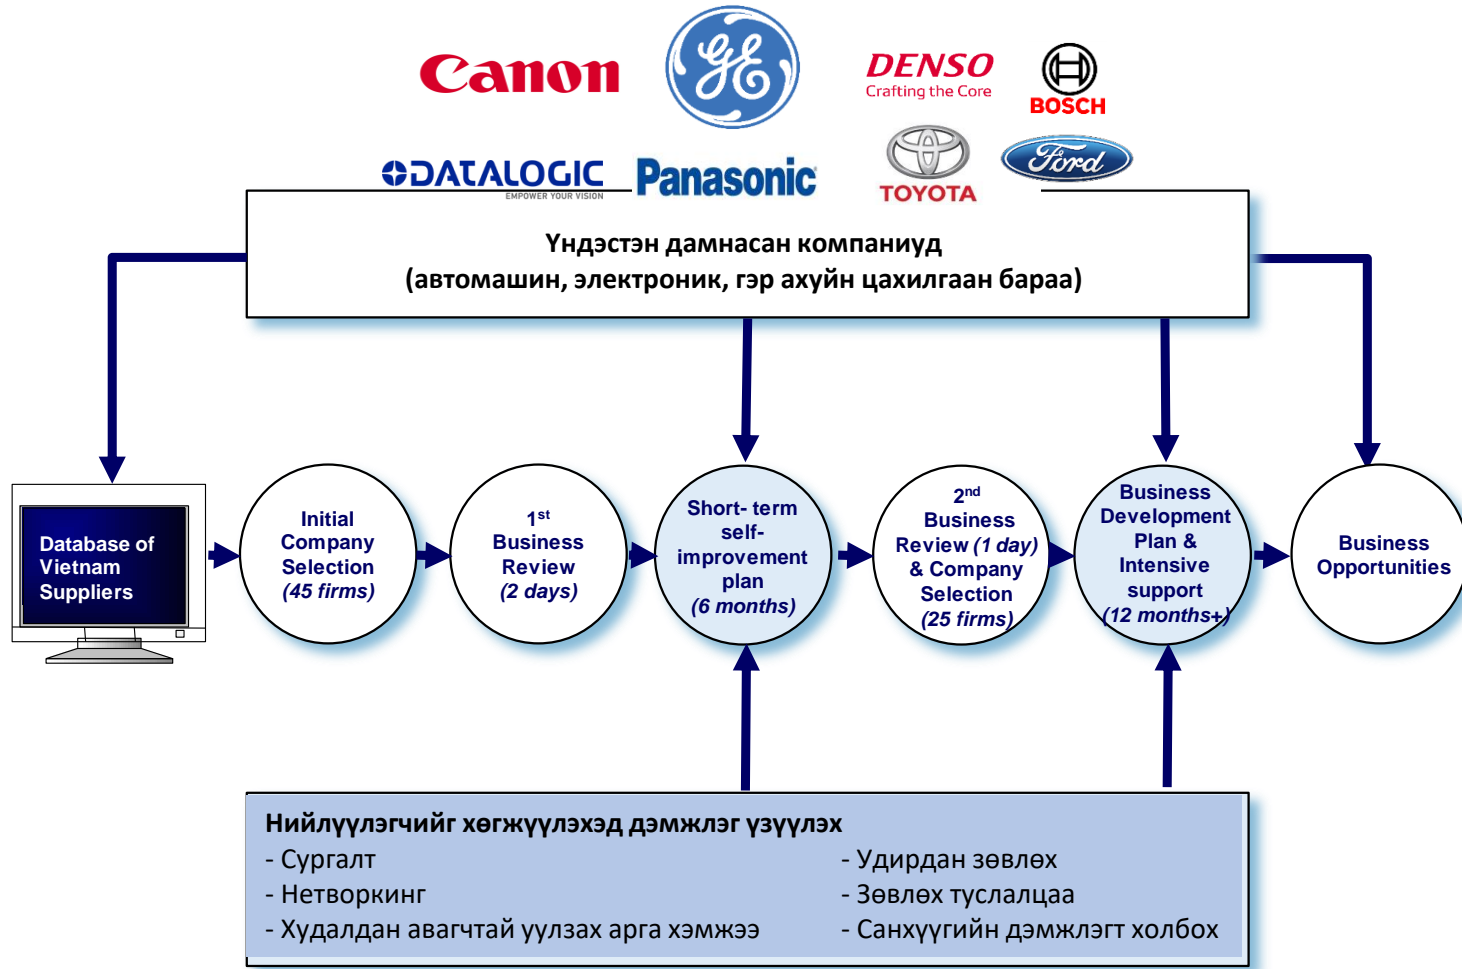 Canon
GE
DENSO
Crafting the Core
BOSCH
DATALOGIC
EMPOWER YOUR VISION
Panasonic
TOYOTA
Ford
Үндэстэн дамнасан компаниуд
(автомашин, электроник, гэр ахуйн цахилгаан бараа)
Database of
Vietnam
Suppliers
Initial
Company
Selection
(45 firms)
1st
Business
Review
(2 days)
Short- term
self-
improvement
plan
(6 months)
2nd
Business
Review (1 day)
& Company
Selection
(25 firms)
Business
Development
Plan &
Intensive
support
(12 months+)
Business
Opportunities
Нийлүүлэгчийг хөгжүүлэхэд дэмжлэг үзүүлэх
- Сургалт
- Нетворкинг
- Худалдан авагчтай уулзах арга хэмжээ
- Удирдан зөвлөх
- Зөвлөх туслалцаа
- Санхүүгийн дэмжлэгт холбох